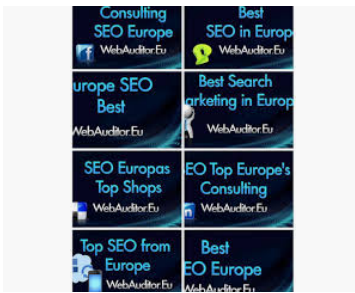 Consulting
SEO Europe
WebAuditor.Eu
Best
SEO in Europ
WebAuditor.Eu
urope SEO
Best
WebAuditor.Eu
Best Search
arketing in Europ
WebAuditor.Eu
SEO Europas
Top Shops
WebAuditor.Eu
EO Top Europe's
Consulting
WebAuditor.Eu
Top SEO from
Europe
WebAuditor.Eu
Best
EO Europe
WebAuditor.Eu